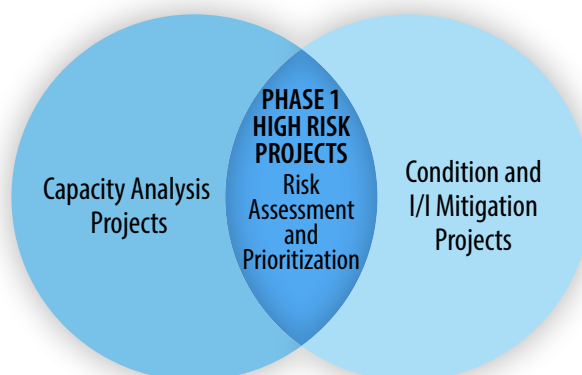 Capacity Analysis
Projects
PHASE 1
HIGH RISK
PROJECTS
Risk
Assessment
and
Prioritization
Condition and
I/I Mitigation
Projects